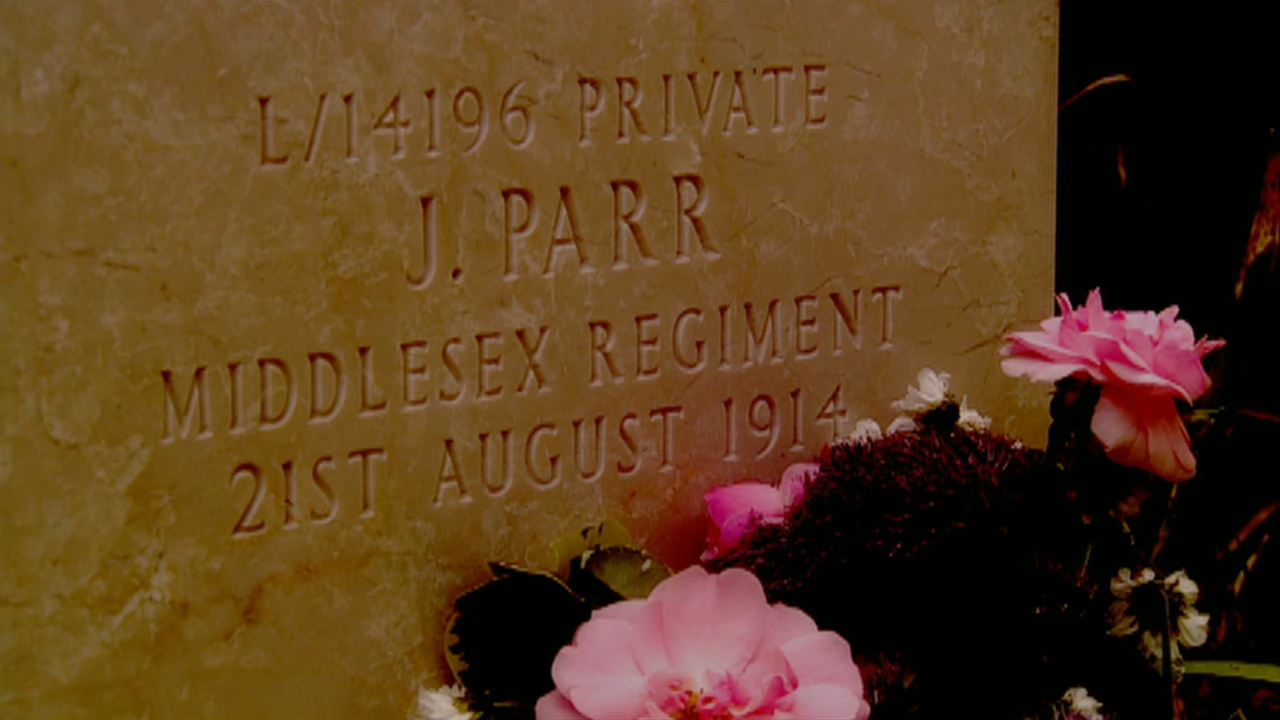 L/14196 PRIVATE
J. PARR
MIDDLESEX REGIMENT
21ST AUGUST 1914